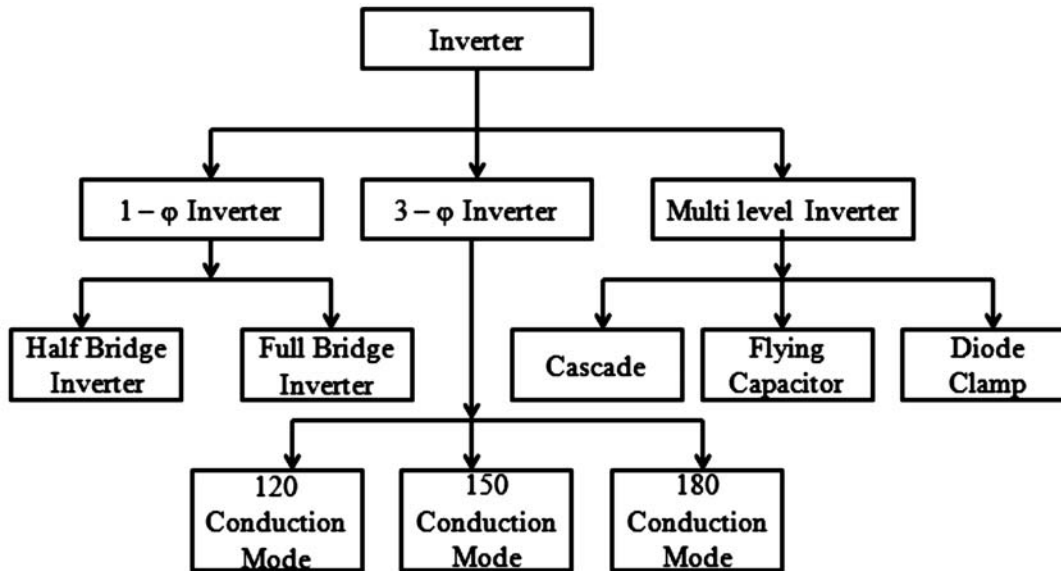 Inverter
1 – φ Inverter
3 – φ Inverter
Multi level Inverter
Half Bridge
Inverter
Full Bridge
Inverter
Cascade
Flying
Capacitor
Diode
Clamp
120
Conduction
Mode
150
Conduction
Mode
180
Conduction
Mode